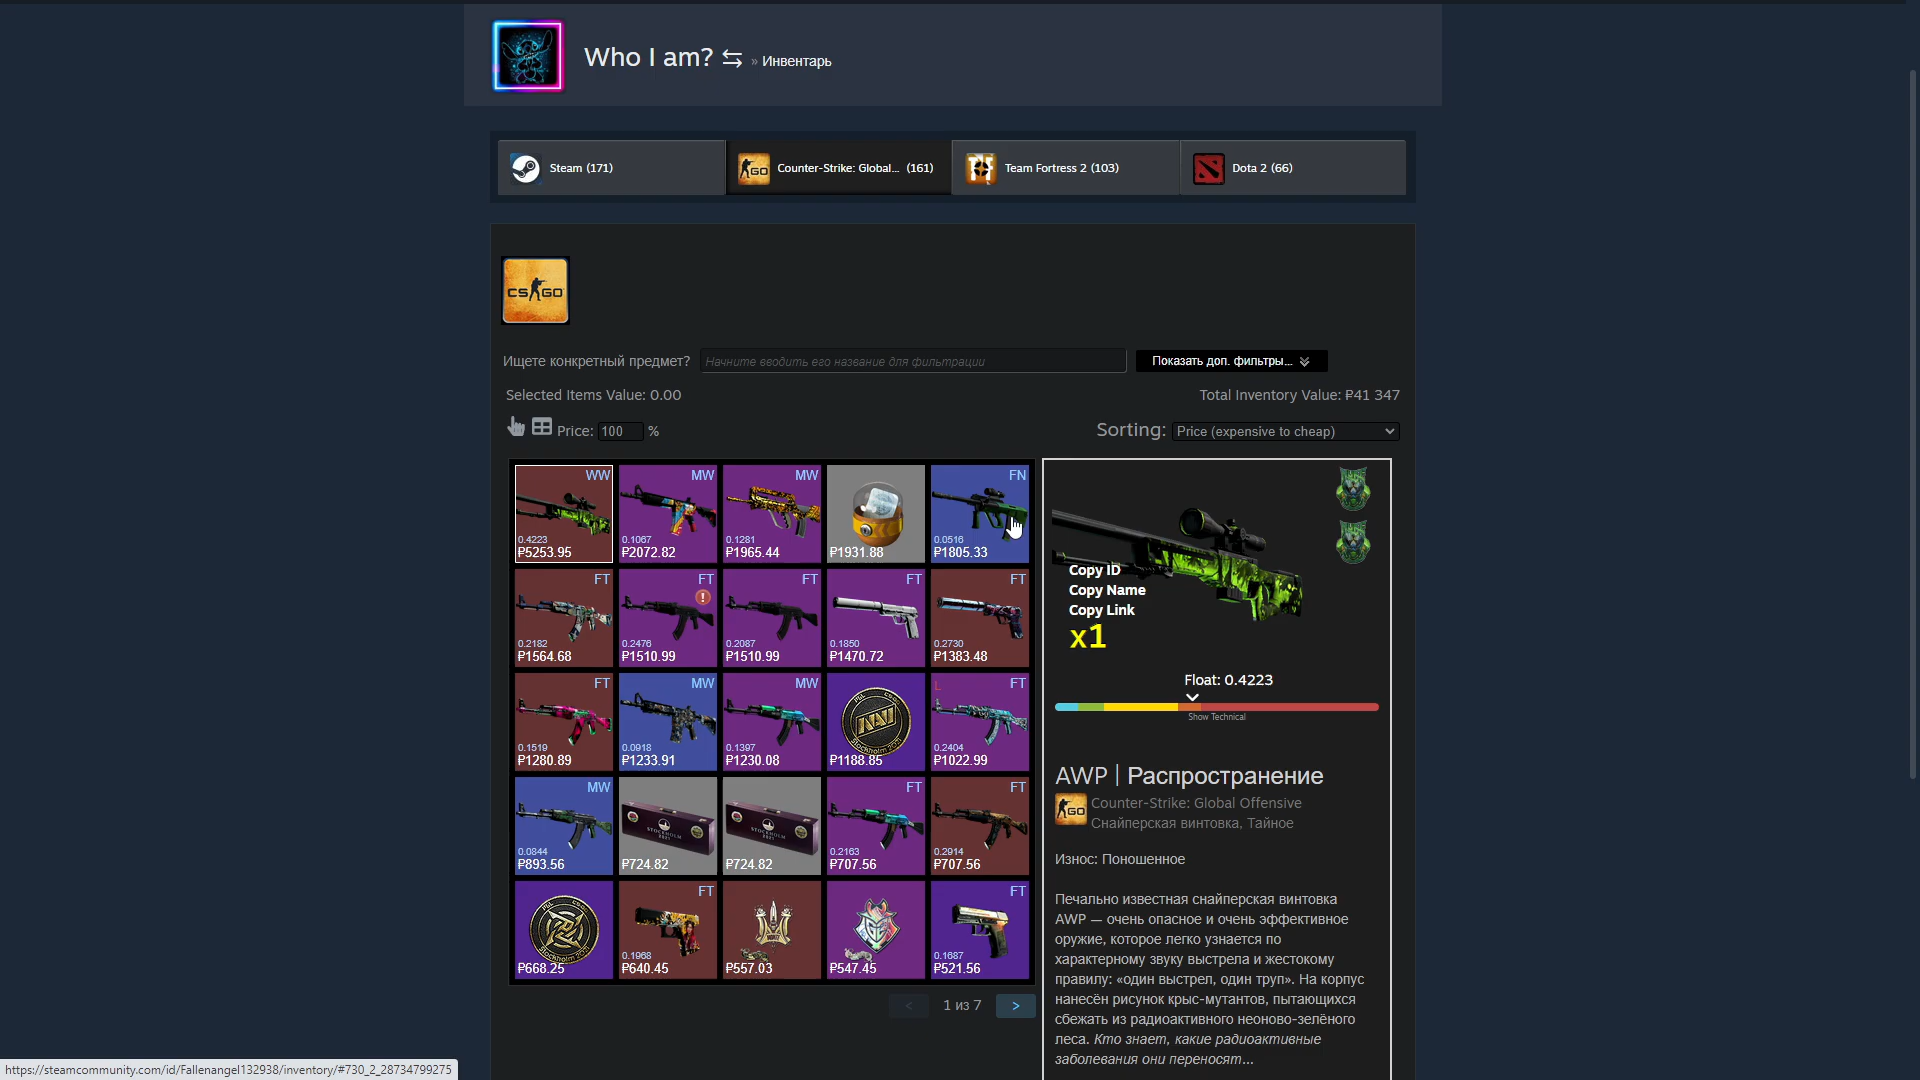 Who I am? » Инвентарь
Steam (171)
Counter-Strike: Global... (161)
Team Fortress 2 (103)
Dota 2 (66)
CS GO
Ищете конкретный предмет?
Начните вводить его название для фильтрации
Показать доп. фильтры...
Selected Items Value: 0.00
Total Inventory Value: ₽41 347
Price: 100 %
Sorting: Price (expensive to cheap)
WW
0.4223
₽5253.95
MW
0.1067
₽2072.82
MW
0.1281
₽1965.44
₽1931.88
FN
0.0516
₽1805.33
FT
0.2182
₽1564.68
FT
0.2476
₽1510.99
FT
0.2087
₽1510.99
FT
0.1850
₽1470.72
FT
0.2730
₽1383.48
FT
0.1519
₽1280.89
MW
0.0918
₽1233.91
MW
0.1397
₽1230.08
₽1188.85
L
FT
0.2404
₽1022.99
MW
0.0844
₽893.56
₽724.82
₽724.82
FT
0.2163
₽707.56
FT
0.2914
₽707.56
₽668.25
FT
0.1968
₽640.45
₽557.03
₽547.45
FT
0.1687
₽521.56
< 1 из 7 >
Copy ID
Copy Name
Copy Link
x1
Float: 0.4223
Show Technical
AWP | Распространение
Counter-Strike: Global Offensive
Снайперская винтовка, Тайное
Износ: Поношенное
Печально известная снайперская винтовка
AWP — очень опасное и очень эффективное
оружие, которое легко узнается по
характерному звуку выстрела и жестокому
правилу: «один выстрел, один труп». На корпус
нанесён рисунок крыс-мутантов, пытающихся
сбежать из радиоактивного неоново-зелёного
леса. Кто знает, какие радиоактивные
заболевания они переносят...
https://steamcommunity.com/id/Fallenangel132938/inventory/#730_2_28734799275